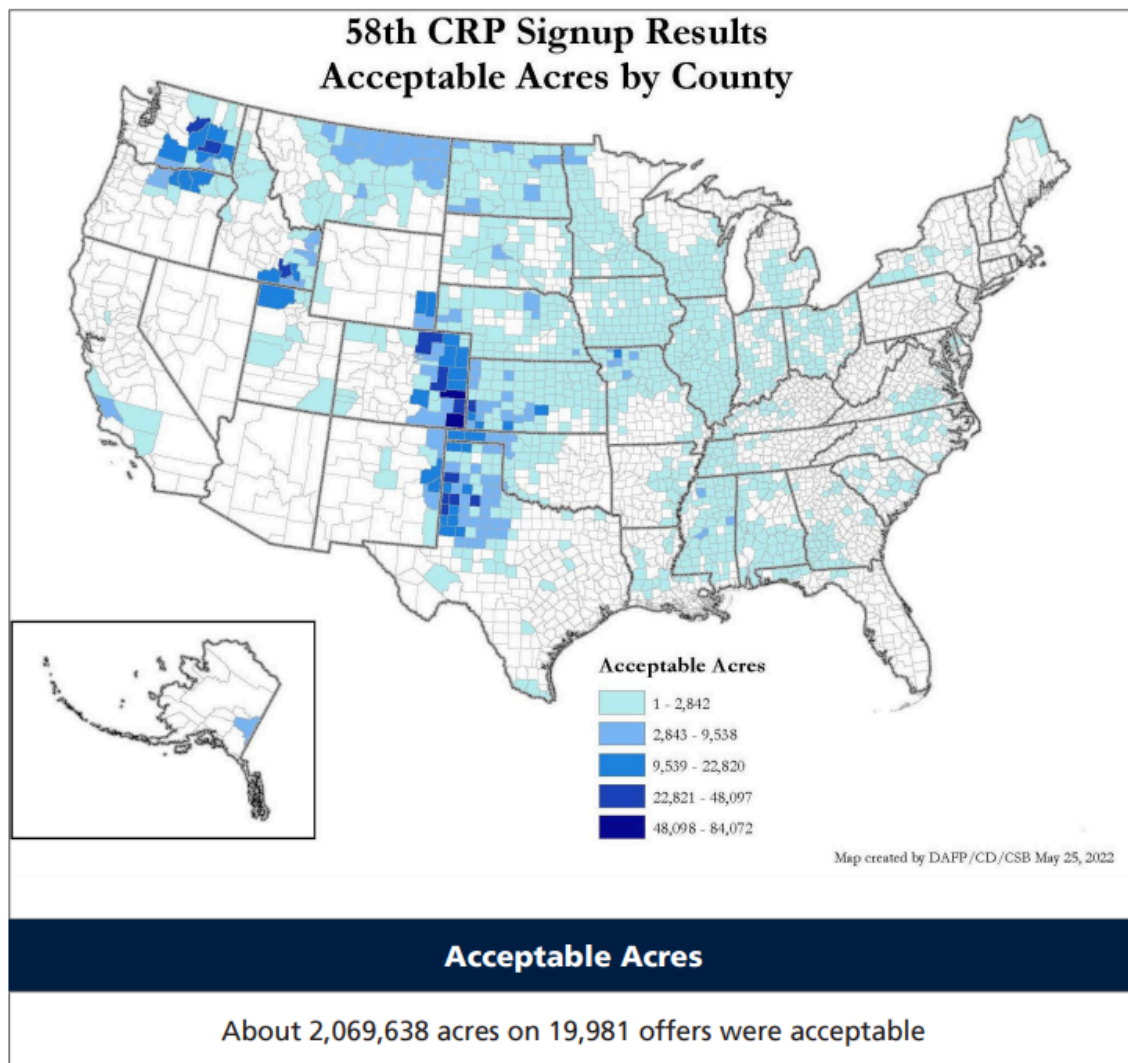 58th CRP Signup Results
Acceptable Acres by County
Acceptable Acres
1 - 2,842
2,843 - 9,538
9,539 - 22,820
22,821 - 48,097
48,098 - 84,072
Map created by DAFP/CD/CSB May 25, 2022
Acceptable Acres
About 2,069,638 acres on 19,981 offers were acceptable